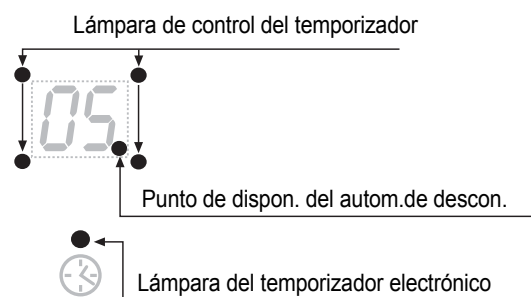 Lámpara de control del temporizador
05
Punto de dispon. del autom.de descon.
Lámpara del temporizador electrónico